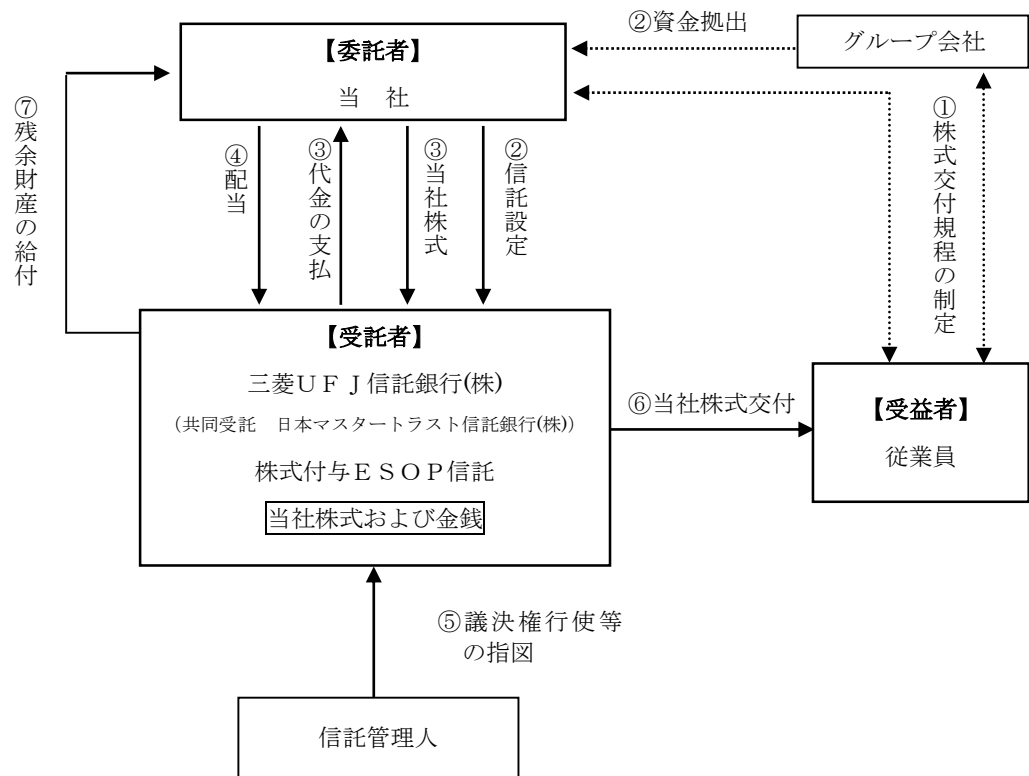 【委託者】
当　社
②資金拠出
グループ会社
①株式交付規程の制定
⑦残余財産の給付
④配当
③代金の支払
③当社株式
②信託設定
【受託者】
三菱ＵＦＪ信託銀行(株)
（共同受託　日本マスタートラスト信託銀行(株)）
株式付与ＥＳＯＰ信託
当社株式および金銭
⑥当社株式交付
【受益者】
従業員
⑤議決権行使等
の指図
信託管理人